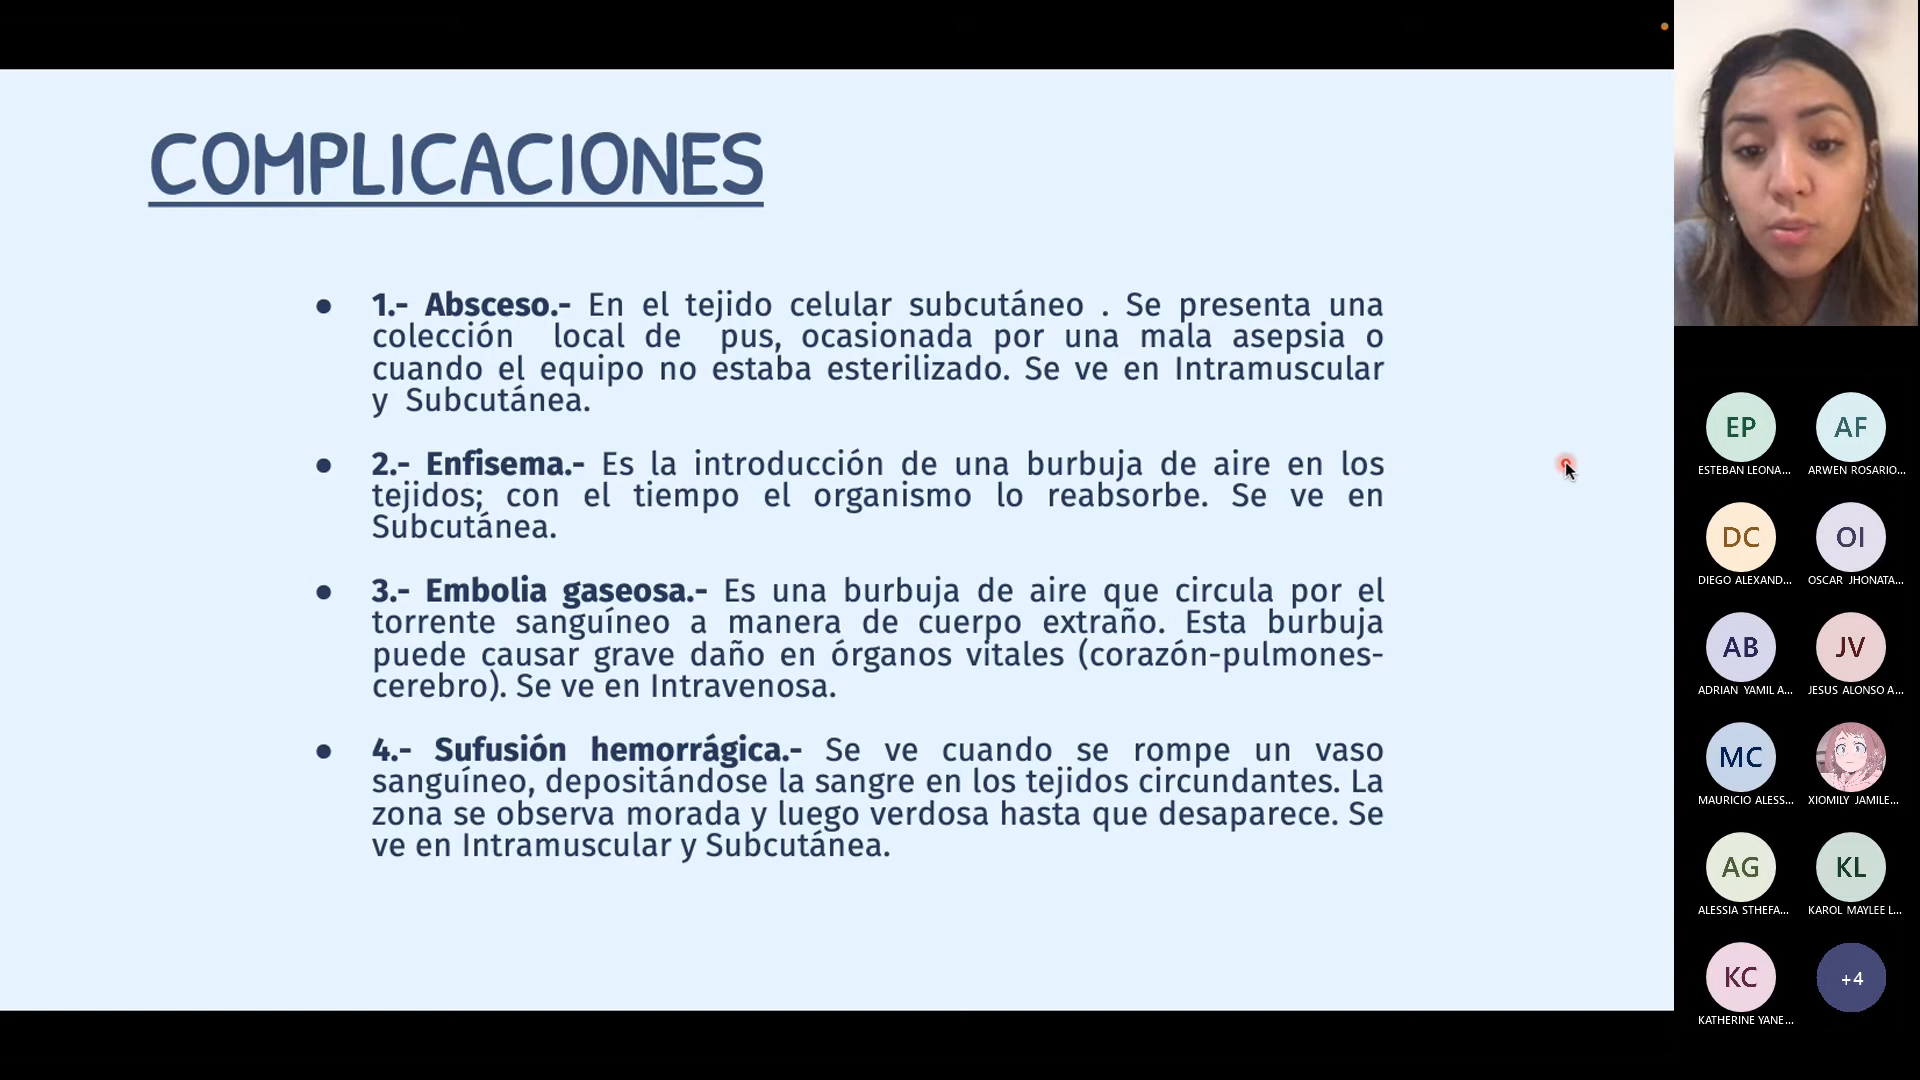 COMPLICACIONES
● 1.- Absceso.- En el tejido celular subcutáneo . Se presenta una
colección local de pus, ocasionada por una mala asepsia o
cuando el equipo no estaba esterilizado. Se ve en Intramuscular
y Subcutánea.
● 2.- Enfisema.- Es la introducción de una burbuja de aire en los
tejidos; con el tiempo el organismo lo reabsorbe. Se ve en
Subcutánea.
● 3.- Embolia gaseosa.- Es una burbuja de aire que circula por el
torrente sanguíneo a manera de cuerpo extraño. Esta burbuja
puede causar grave daño en órganos vitales (corazón-pulmones-
cerebro). Se ve en Intravenosa.
● 4.- Sufusión hemorrágica.- Se ve cuando se rompe un vaso
sanguíneo, depositándose la sangre en los tejidos circundantes. La
zona se observa morada y luego verdosa hasta que desaparece. Se
ve en Intramuscular y Subcutánea.
EP AF
ESTEBAN LEONA... ARWEN ROSARIO...
DC OI
DIEGO ALEXAND... OSCAR JHONATA...
AB JV
ADRIAN YAMIL A... JESUS ALONSO A...
MC
MAURICIO ALESS... XIOMILY JAMILE...
AG KL
ALESSIA STHEFA... KAROL MAYLEE L...
KC +4
KATHERINE YANE...